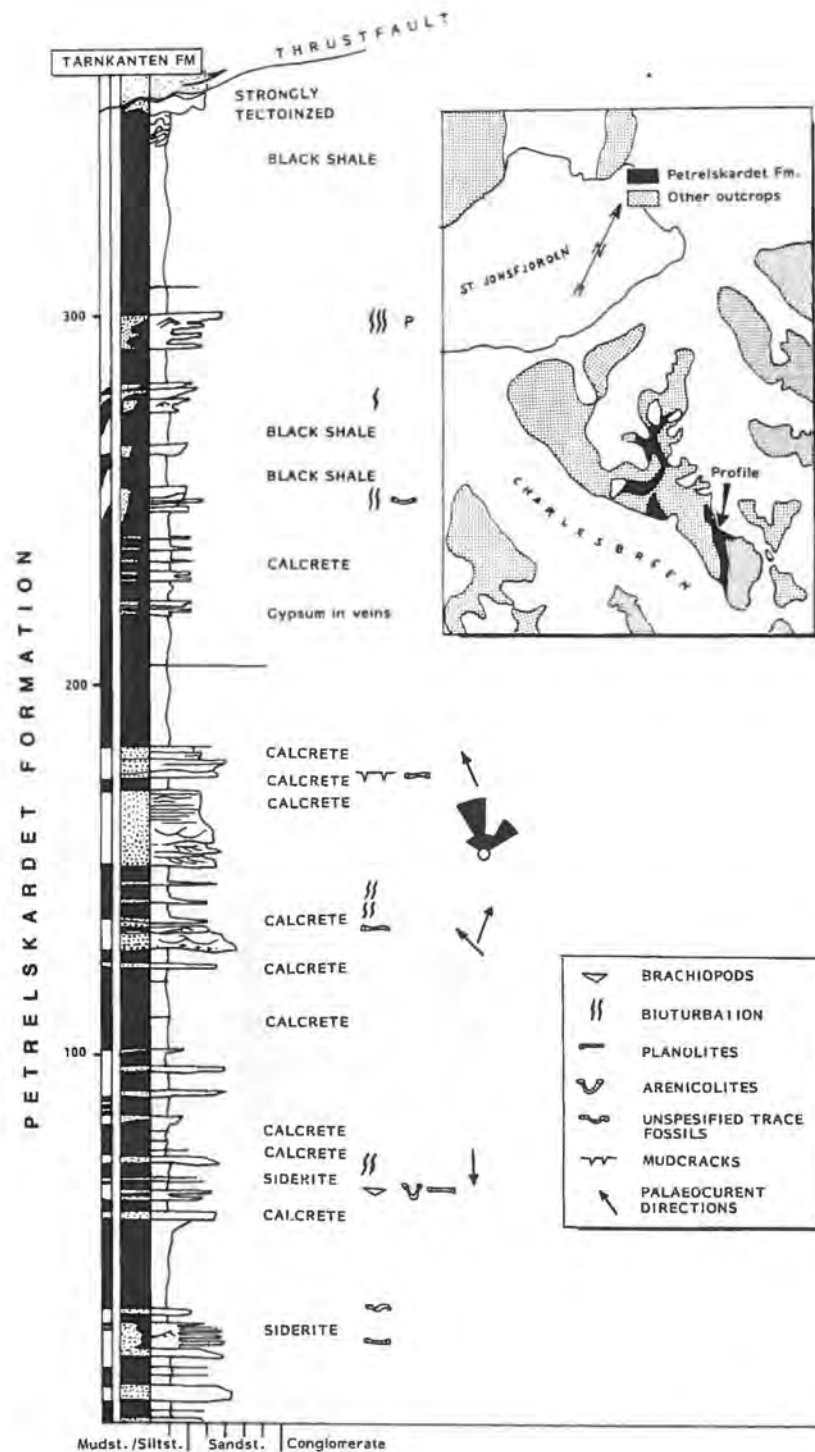 THRUSTFAULT
TARNKANTEN FM
STRONGLY
TECTOINZED
BLACK SHALE
300
P
BLACK SHALE
BLACK SHALE
CALCRETE
Gypsum in veins
200
CALCRETE
CALCRETE
CALCRETE
CALCRETE
CALCRETE
CALCRETE
100
CALCRETE
CALCRETE
SIDERITE
CALCRETE
SIDERITE
PETRELSKARDET FORMATION
Mudst./Siltst. Sandst. Conglomerate
Petrelskardet Fm.
Other outcrops
N
ST. JONSFJORDEN
Profile
CHARLESBREEN
BRACHIOPODS
BIOTURBATION
PLANOLITES
ARENICOLITES
UNSPESIFIED TRACE
FOSSILS
MUDCRACKS
PALAEOCURENT
DIRECTIONS